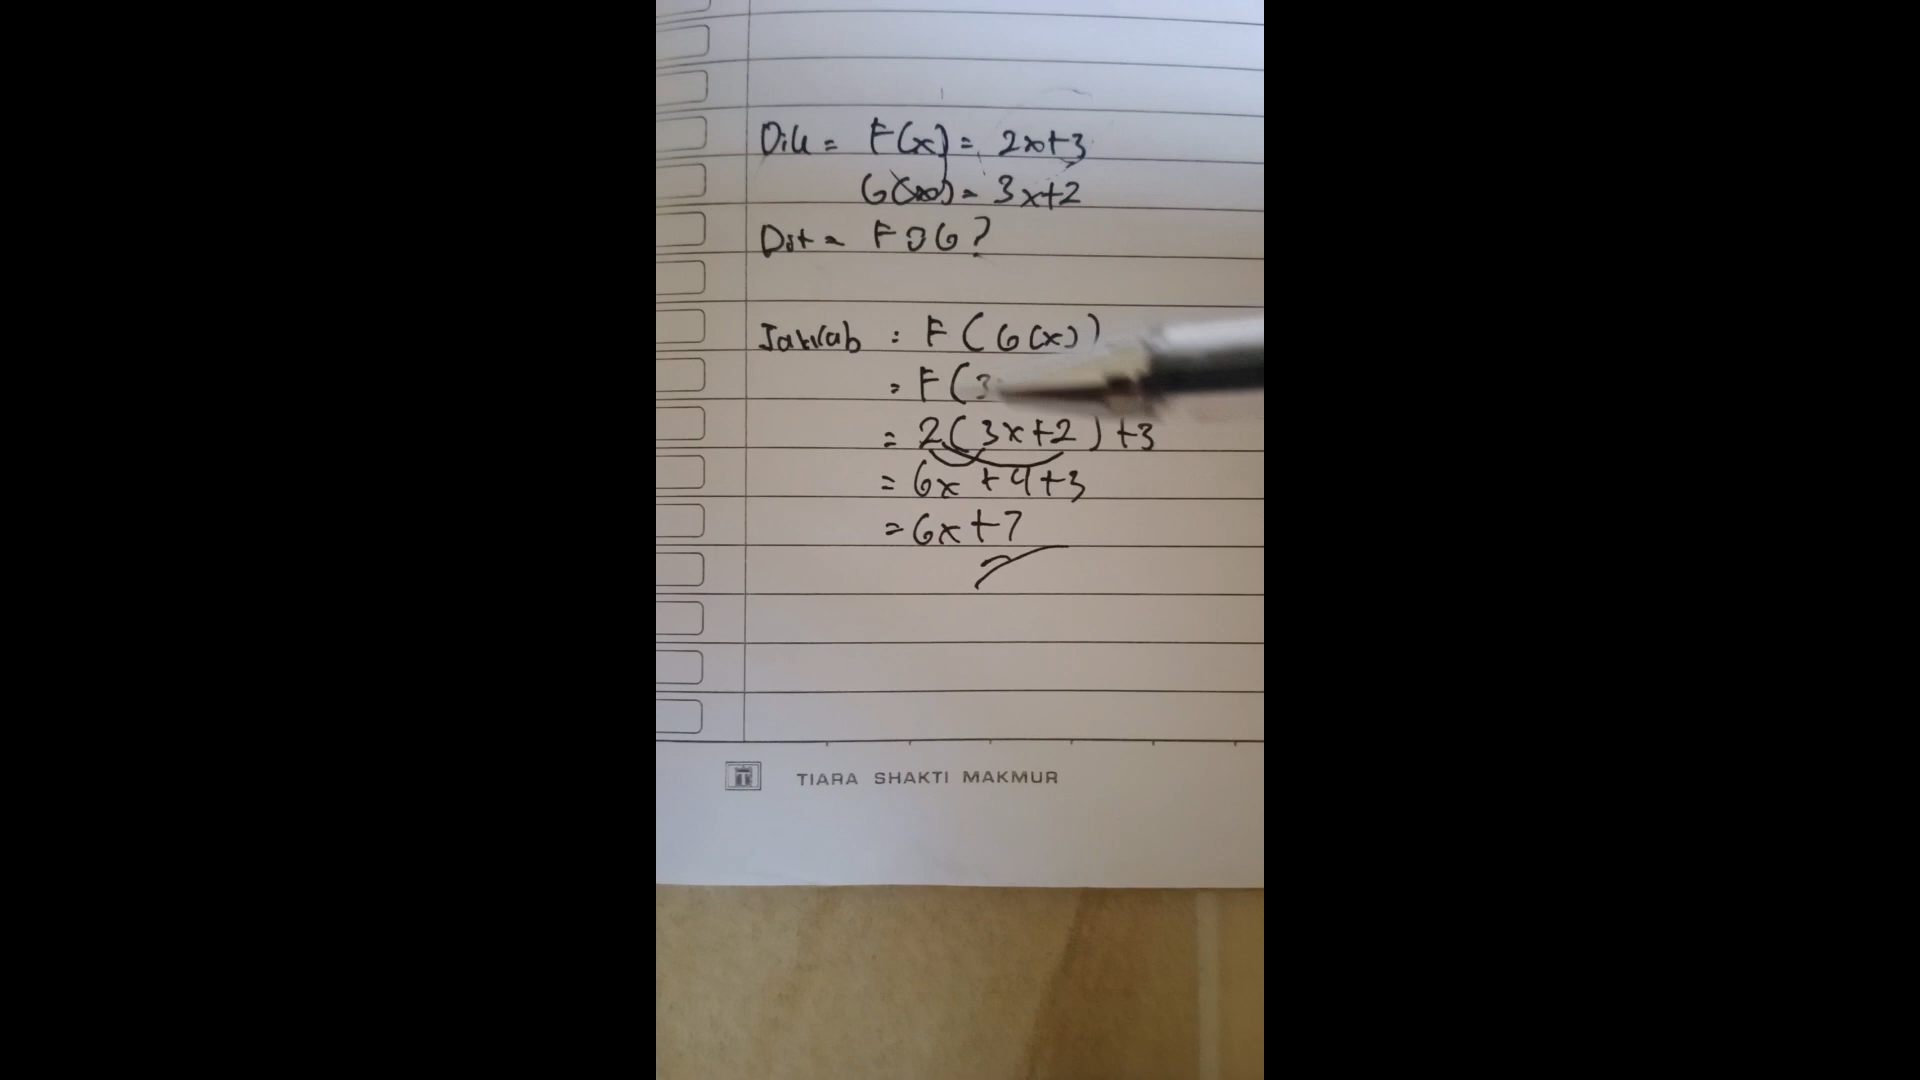 Dik = F(x) = 2x+3
G(x) = 3x+2
Dit = F O G ?
Jawab : F ( G (x) )
= F ( 3
= 2 ( 3x+2 ) +3
= 6x + 4 + 3
= 6x + 7
TIARA SHAKTI MAKMUR